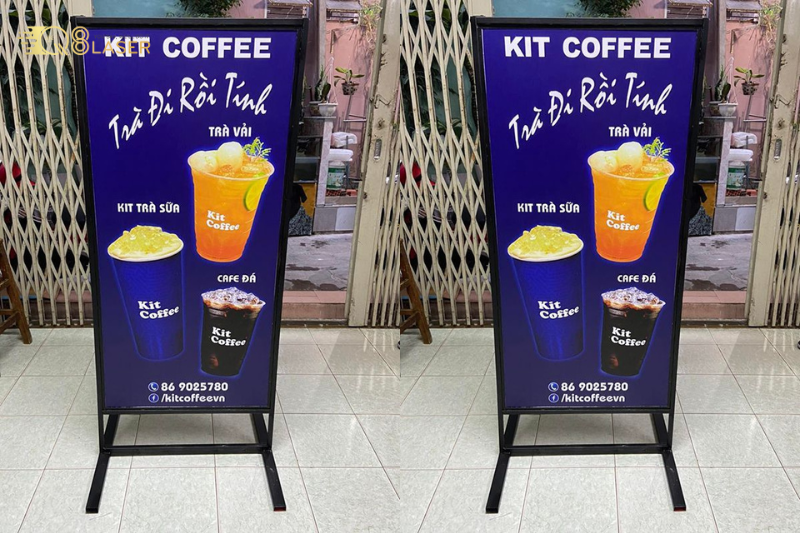 Q8LASER
KIT COFFEE
Trà Đi Rồi Tính
TRÀ VẢI
Kit
Coffee
KIT TRÀ SỮA
Kit
Coffee
CAFE ĐÁ
Kit
Coffee
86 9025780
/kitcoffeevn
KIT COFFEE
Trà Đi Rồi Tính
TRÀ VẢI
Kit
Coffee
KIT TRÀ SỮA
Kit
Coffee
CAFE ĐÁ
Kit
Coffee
86 9025780
/kitcoffeevn